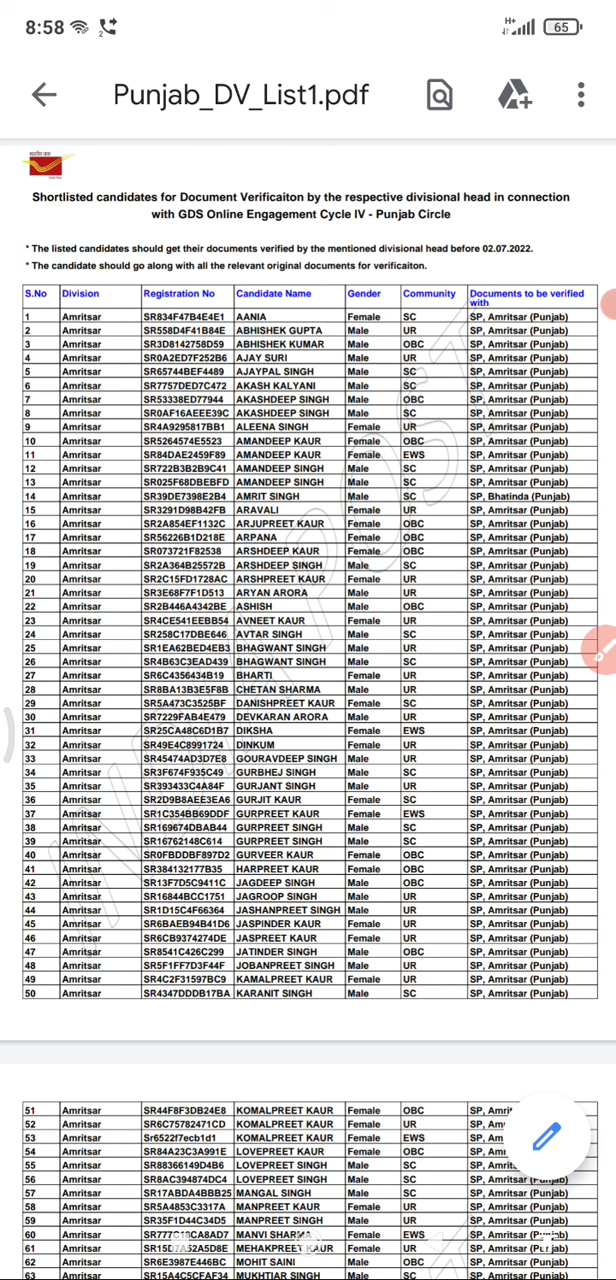 8:58 2 H+ 65
Punjab_DV_List1.pdf
Shortlisted candidates for Document Verificaiton by the respective divisional head in connection
with GDS Online Engagement Cycle IV - Punjab Circle
* The listed candidates should get their documents verified by the mentioned divisional head before 02.07.2022.
* The candidate should go along with all the relevant original documents for verificaiton.
S.No Division Registration No Candidate Name Gender Community Documents to be verified
with
1 Amritsar SR834F47B4E4E1 AANIA Female SC SP, Amritsar (Punjab)
2 Amritsar SR558D4F41B84E ABHISHEK GUPTA Male UR SP, Amritsar (Punjab)
3 Amritsar SR3D8142758D59 ABHISHEK KUMAR Male OBC SP, Amritsar (Punjab)
4 Amritsar SR0A2ED7F252B6 AJAY SURI Male UR SP, Amritsar (Punjab)
5 Amritsar SR65744BEF4489 AJAYPAL SINGH Male SC SP, Amritsar (Punjab)
6 Amritsar SR7757DED7C472 AKASH KALYANI Male SC SP, Amritsar (Punjab)
7 Amritsar SR53338ED77944 AKASHDEEP SINGH Male OBC SP, Amritsar (Punjab)
8 Amritsar SR0AF16AEEE39C AKASHDEEP SINGH Male SC SP, Amritsar (Punjab)
9 Amritsar SR4A9295817BB1 ALEENA SINGH Female UR SP, Amritsar (Punjab)
10 Amritsar SR5264574E5523 AMANDEEP KAUR Female OBC SP, Amritsar (Punjab)
11 Amritsar SR84DAE2459F89 AMANDEEP KAUR Female EWS SP, Amritsar (Punjab)
12 Amritsar SR722B3B2B9C41 AMANDEEP SINGH Male SC SP, Amritsar (Punjab)
13 Amritsar SR025F68DBEBFD AMANDEEP SINGH Male SC SP, Amritsar (Punjab)
14 Amritsar SR39DE7398E2B4 AMRIT SINGH Male SC SP, Bhatinda (Punjab)
15 Amritsar SR3291D98B42FB ARAVALI Female UR SP, Amritsar (Punjab)
16 Amritsar SR2A854EF1132C ARJUPREET KAUR Female OBC SP, Amritsar (Punjab)
17 Amritsar SR56226B1D218E ARPANA Female OBC SP, Amritsar (Punjab)
18 Amritsar SR073721F82538 ARSHDEEP KAUR Female OBC SP, Amritsar (Punjab)
19 Amritsar SR2A364B25572B ARSHDEEP SINGH Male SC SP, Amritsar (Punjab)
20 Amritsar SR2C15FD1728AC ARSHPREET KAUR Female UR SP, Amritsar (Punjab)
21 Amritsar SR3E68F7F1D513 ARYAN ARORA Male UR SP, Amritsar (Punjab)
22 Amritsar SR2B446A4342BE ASHISH Male OBC SP, Amritsar (Punjab)
23 Amritsar SR4CE541EEBB54 AVNEET KAUR Female UR SP, Amritsar (Punjab)
24 Amritsar SR258C17DBE646 AVTAR SINGH Male SC SP, Amritsar (Punjab)
25 Amritsar SR1EA62BED4EB3 BHAGWANT SINGH Male UR SP, Amritsar (Punjab)
26 Amritsar SR4B63C3EAD439 BHAGWANT SINGH Male SC SP, Amritsar (Punjab)
27 Amritsar SR6C4356434B19 BHARTI Female UR SP, Amritsar (Punjab)
28 Amritsar SR8BA13B3E5F8B CHETAN SHARMA Male UR SP, Amritsar (Punjab)
29 Amritsar SR5A473C3525BF DANISHPREET KAUR Female SC SP, Amritsar (Punjab)
30 Amritsar SR7229FAB4E479 DEVKARAN ARORA Male UR SP, Amritsar (Punjab)
31 Amritsar SR25CA48C6D1B7 DIKSHA Female EWS SP, Amritsar (Punjab)
32 Amritsar SR49E4C8991724 DINKUM Female UR SP, Amritsar (Punjab)
33 Amritsar SR45474AD3D7E8 GOURAVDEEP SINGH Male UR SP, Amritsar (Punjab)
34 Amritsar SR3F674F935C49 GURBHEJ SINGH Male SC SP, Amritsar (Punjab)
35 Amritsar SR393433C4A84F GURJANT SINGH Male UR SP, Amritsar (Punjab)
36 Amritsar SR2D9B8AEE3EA6 GURJIT KAUR Female SC SP, Amritsar (Punjab)
37 Amritsar SR1C354BB69DDF GURPREET KAUR Female EWS SP, Amritsar (Punjab)
38 Amritsar SR169674DBAB44 GURPREET SINGH Male SC SP, Amritsar (Punjab)
39 Amritsar SR16762148C614 GURPREET SINGH Male SC SP, Amritsar (Punjab)
40 Amritsar SR0FBDDBF897D2 GURVEER KAUR Female OBC SP, Amritsar (Punjab)
41 Amritsar SR384132177B35 HARPREET KAUR Female OBC SP, Amritsar (Punjab)
42 Amritsar SR13F7D5C9411C JAGDEEP SINGH Male OBC SP, Amritsar (Punjab)
43 Amritsar SR16844BCC1751 JAGROOP SINGH Male UR SP, Amritsar (Punjab)
44 Amritsar SR1D15C4F66364 JASHANPREET SINGH Male UR SP, Amritsar (Punjab)
45 Amritsar SR6BAEB94B41D6 JASPINDER KAUR Female UR SP, Amritsar (Punjab)
46 Amritsar SR6CB9374274DE JASPREET KAUR Female UR SP, Amritsar (Punjab)
47 Amritsar SR8541C426C299 JATINDER SINGH Male OBC SP, Amritsar (Punjab)
48 Amritsar SR5F1FF7D3F44F JOBANPREET SINGH Male UR SP, Amritsar (Punjab)
49 Amritsar SR4C2F31597BC9 KAMALPREET KAUR Female UR SP, Amritsar (Punjab)
50 Amritsar SR4347DDDB17BA KARANIT SINGH Male SC SP, Amritsar (Punjab)
51 Amritsar SR44F8F3DB24E8 KOMALPREET KAUR Female OBC SP, Amrit
52 Amritsar SR6C75782471CD KOMALPREET KAUR Female UR SP, Am
53 Amritsar Sr6522f7ecb1d1 KOMALPREET KAUR Female EWS SP, Am
54 Amritsar SR84A23C3A991E LOVEPREET KAUR Female OBC SP, Am
55 Amritsar SR88366149D4B6 LOVEPREET SINGH Male SC SP, Amrits
56 Amritsar SR8AC394874DC4 LOVEPREET SINGH Male SC SP, Amritsar (Punjab)
57 Amritsar SR17ABDA4BBB25 MANGAL SINGH Male SC SP, Amritsar (Punjab)
58 Amritsar SR5A4853C3317A MANPREET KAUR Female UR SP, Amritsar (Punjab)
59 Amritsar SR35F1D44C34D5 MANPREET SINGH Male UR SP, Amritsar (Punjab)
60 Amritsar SR777C18CA8AD7 MANVI SHARMA Female EWS SP, Amritsar (Punjab)
61 Amritsar SR15D7A52A5D8E MEHAKPREET KAUR Female UR SP, Amritsar (Punjab)
62 Amritsar SR6E3987E446BC MOHIT SAINI Male OBC SP, Amritsar (Punjab)
63 Amritsar SR15A4C5CFAF34 MUKHTIAR SINGH Male SC SP, Amritsar (Punjab)